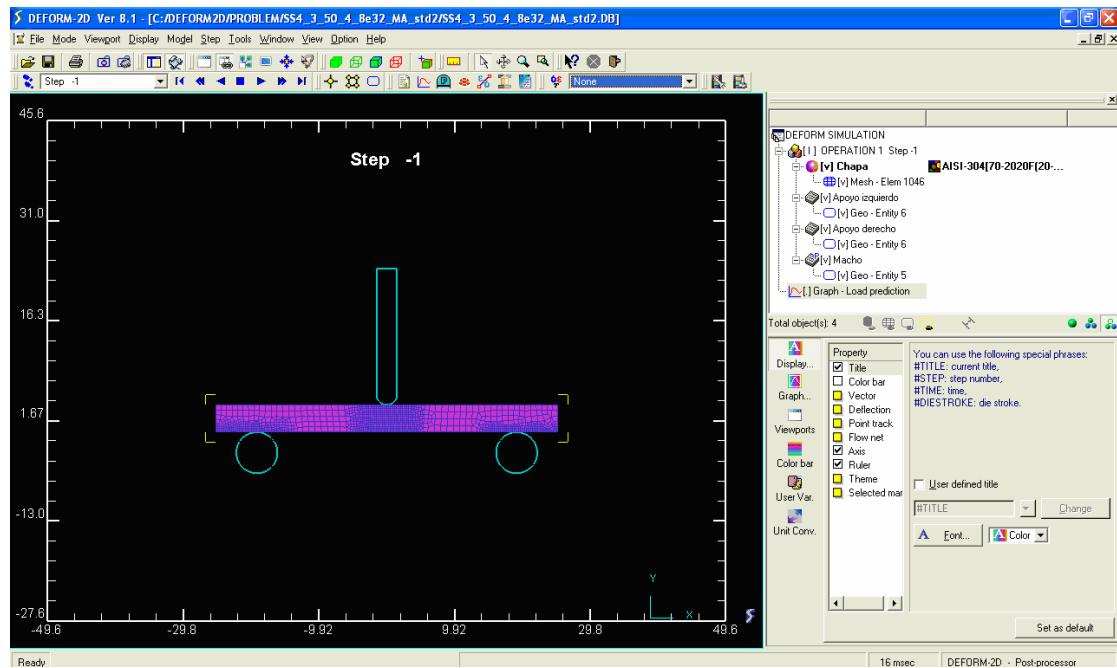 DEFORM-2D Ver 8.1 - [C:/DEFORM2D/PROBLEM/SS4_3_50_4_8e32_MA_std2/SS4_3_50_4_8e32_MA_std2.DB]
File Mode Viewport Display Model Step Tools Window View Option Help
Step -1
None
45.6
31.0
16.3
1.67
-13.0
-27.6
-49.6
-29.8
-9.92
9.92
29.8
49.6
Step -1
Y
X
DEFORM SIMULATION
[1] OPERATION 1 Step -1
[v] Chapa AISI-304[70-2020F(20-...
[v] Mesh - Elem 1046
[v] Apoyo izquierdo
[v] Geo - Entity 6
[v] Apoyo derecho
[v] Geo - Entity 6
[v] Macho
[v] Geo - Entity 5
[.] Graph - Load prediction
Total object(s): 4
Display...
Graph...
Viewports
Color bar
User Var.
Unit Conv.
Property
Title
Color bar
Vector
Deflection
Point track
Flow net
Axis
Ruler
Theme
Selected mar
You can use the following special phrases:
#TITLE: current title,
#STEP: step number,
#TIME: time,
#DIESTROKE: die stroke.
User defined title
#TITLE
Change
A Font...
Color
Set as default
Ready
16 msec
DEFORM-2D - Post-processor